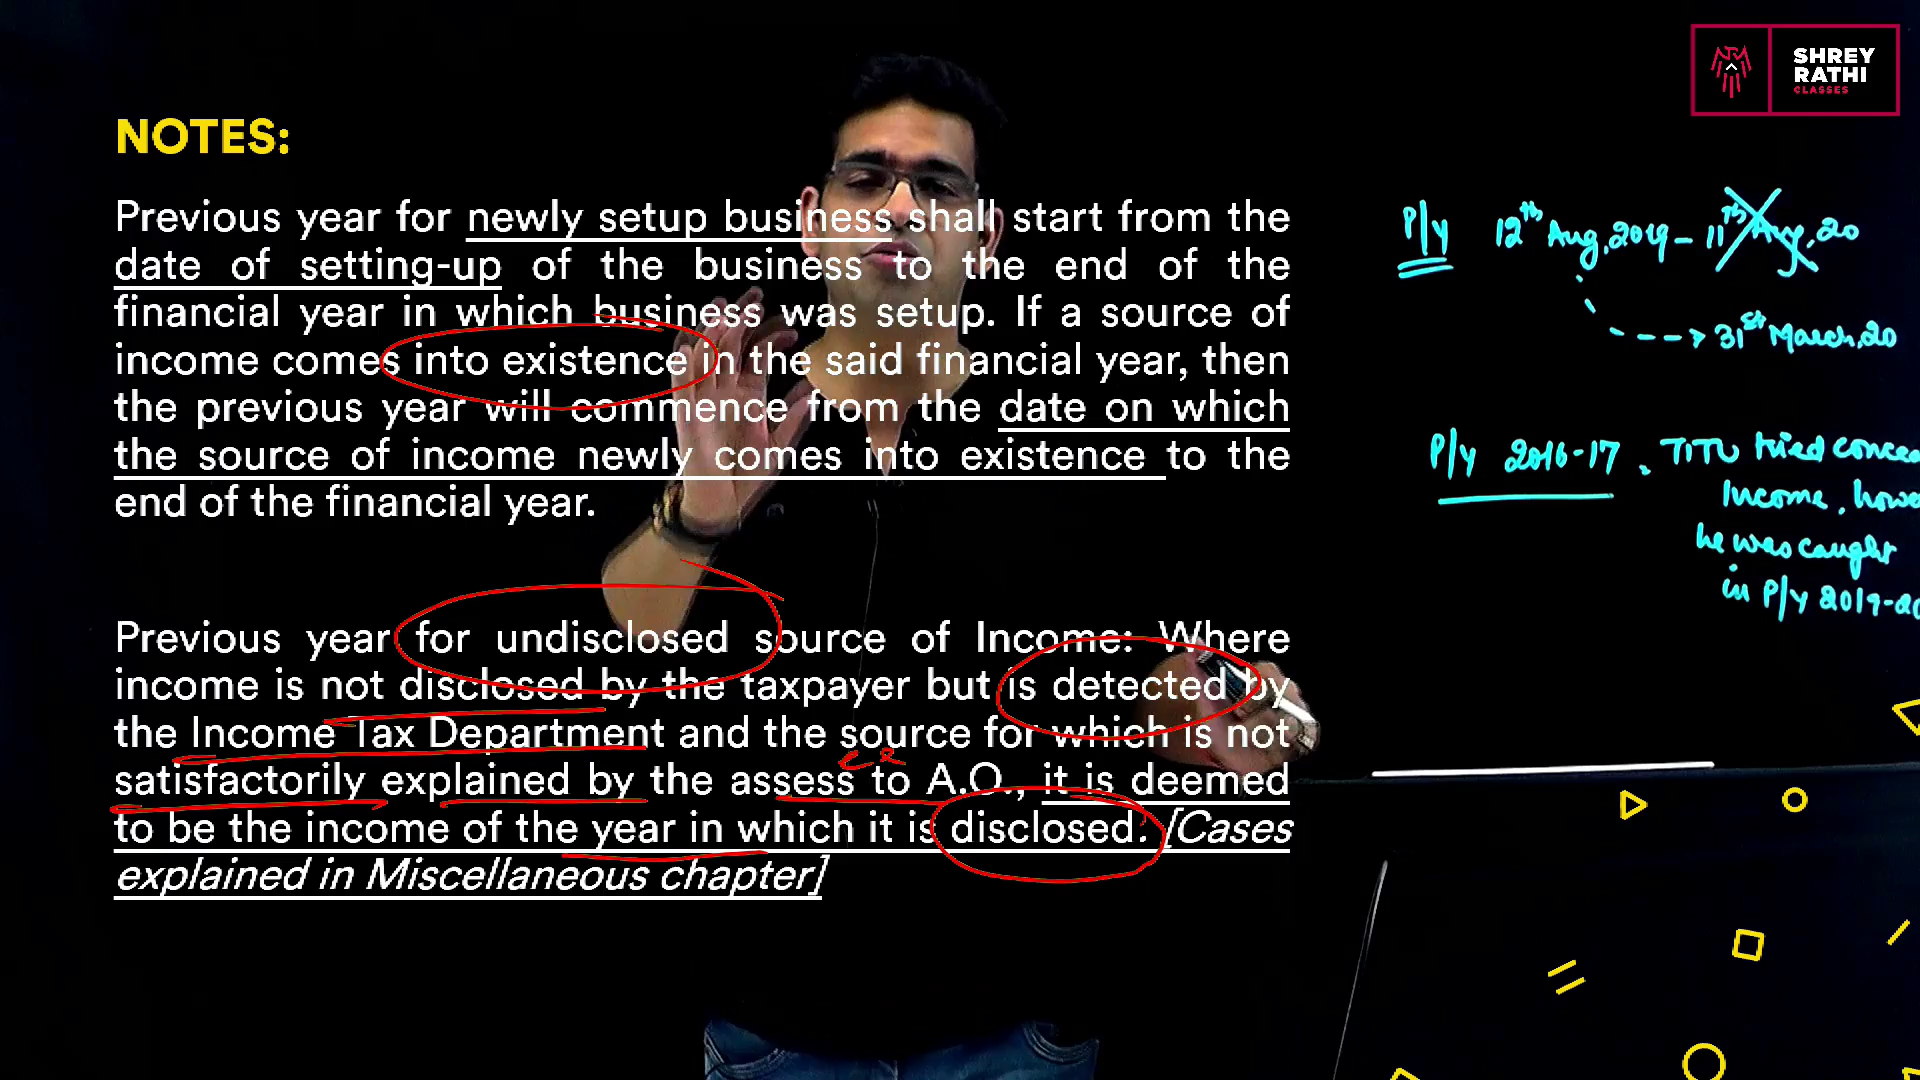 SHREY
RATHI
CLASSES
NOTES:
Previous year for newly setup business shall start from the
date of setting-up of the business to the end of the
financial year in which business was setup. If a source of
income comes into existence in the said financial year, then
the previous year will commence from the date on which
the source of income newly comes into existence to the
end of the financial year.
Previous year for undisclosed source of Income: Where
income is not disclosed by the taxpayer but is detected by
the Income Tax Department and the source for which is not
satisfactorily explained by the assess to A.O., it is deemed
to be the income of the year in which it is disclosed. [Cases
explained in Miscellaneous chapter]
P/y 12th Aug, 2019 - 11th Aug, 20
31st March, 20
P/y 2016-17. TITU tried concea
Income, howe
he was caught
in P/y 2019-20